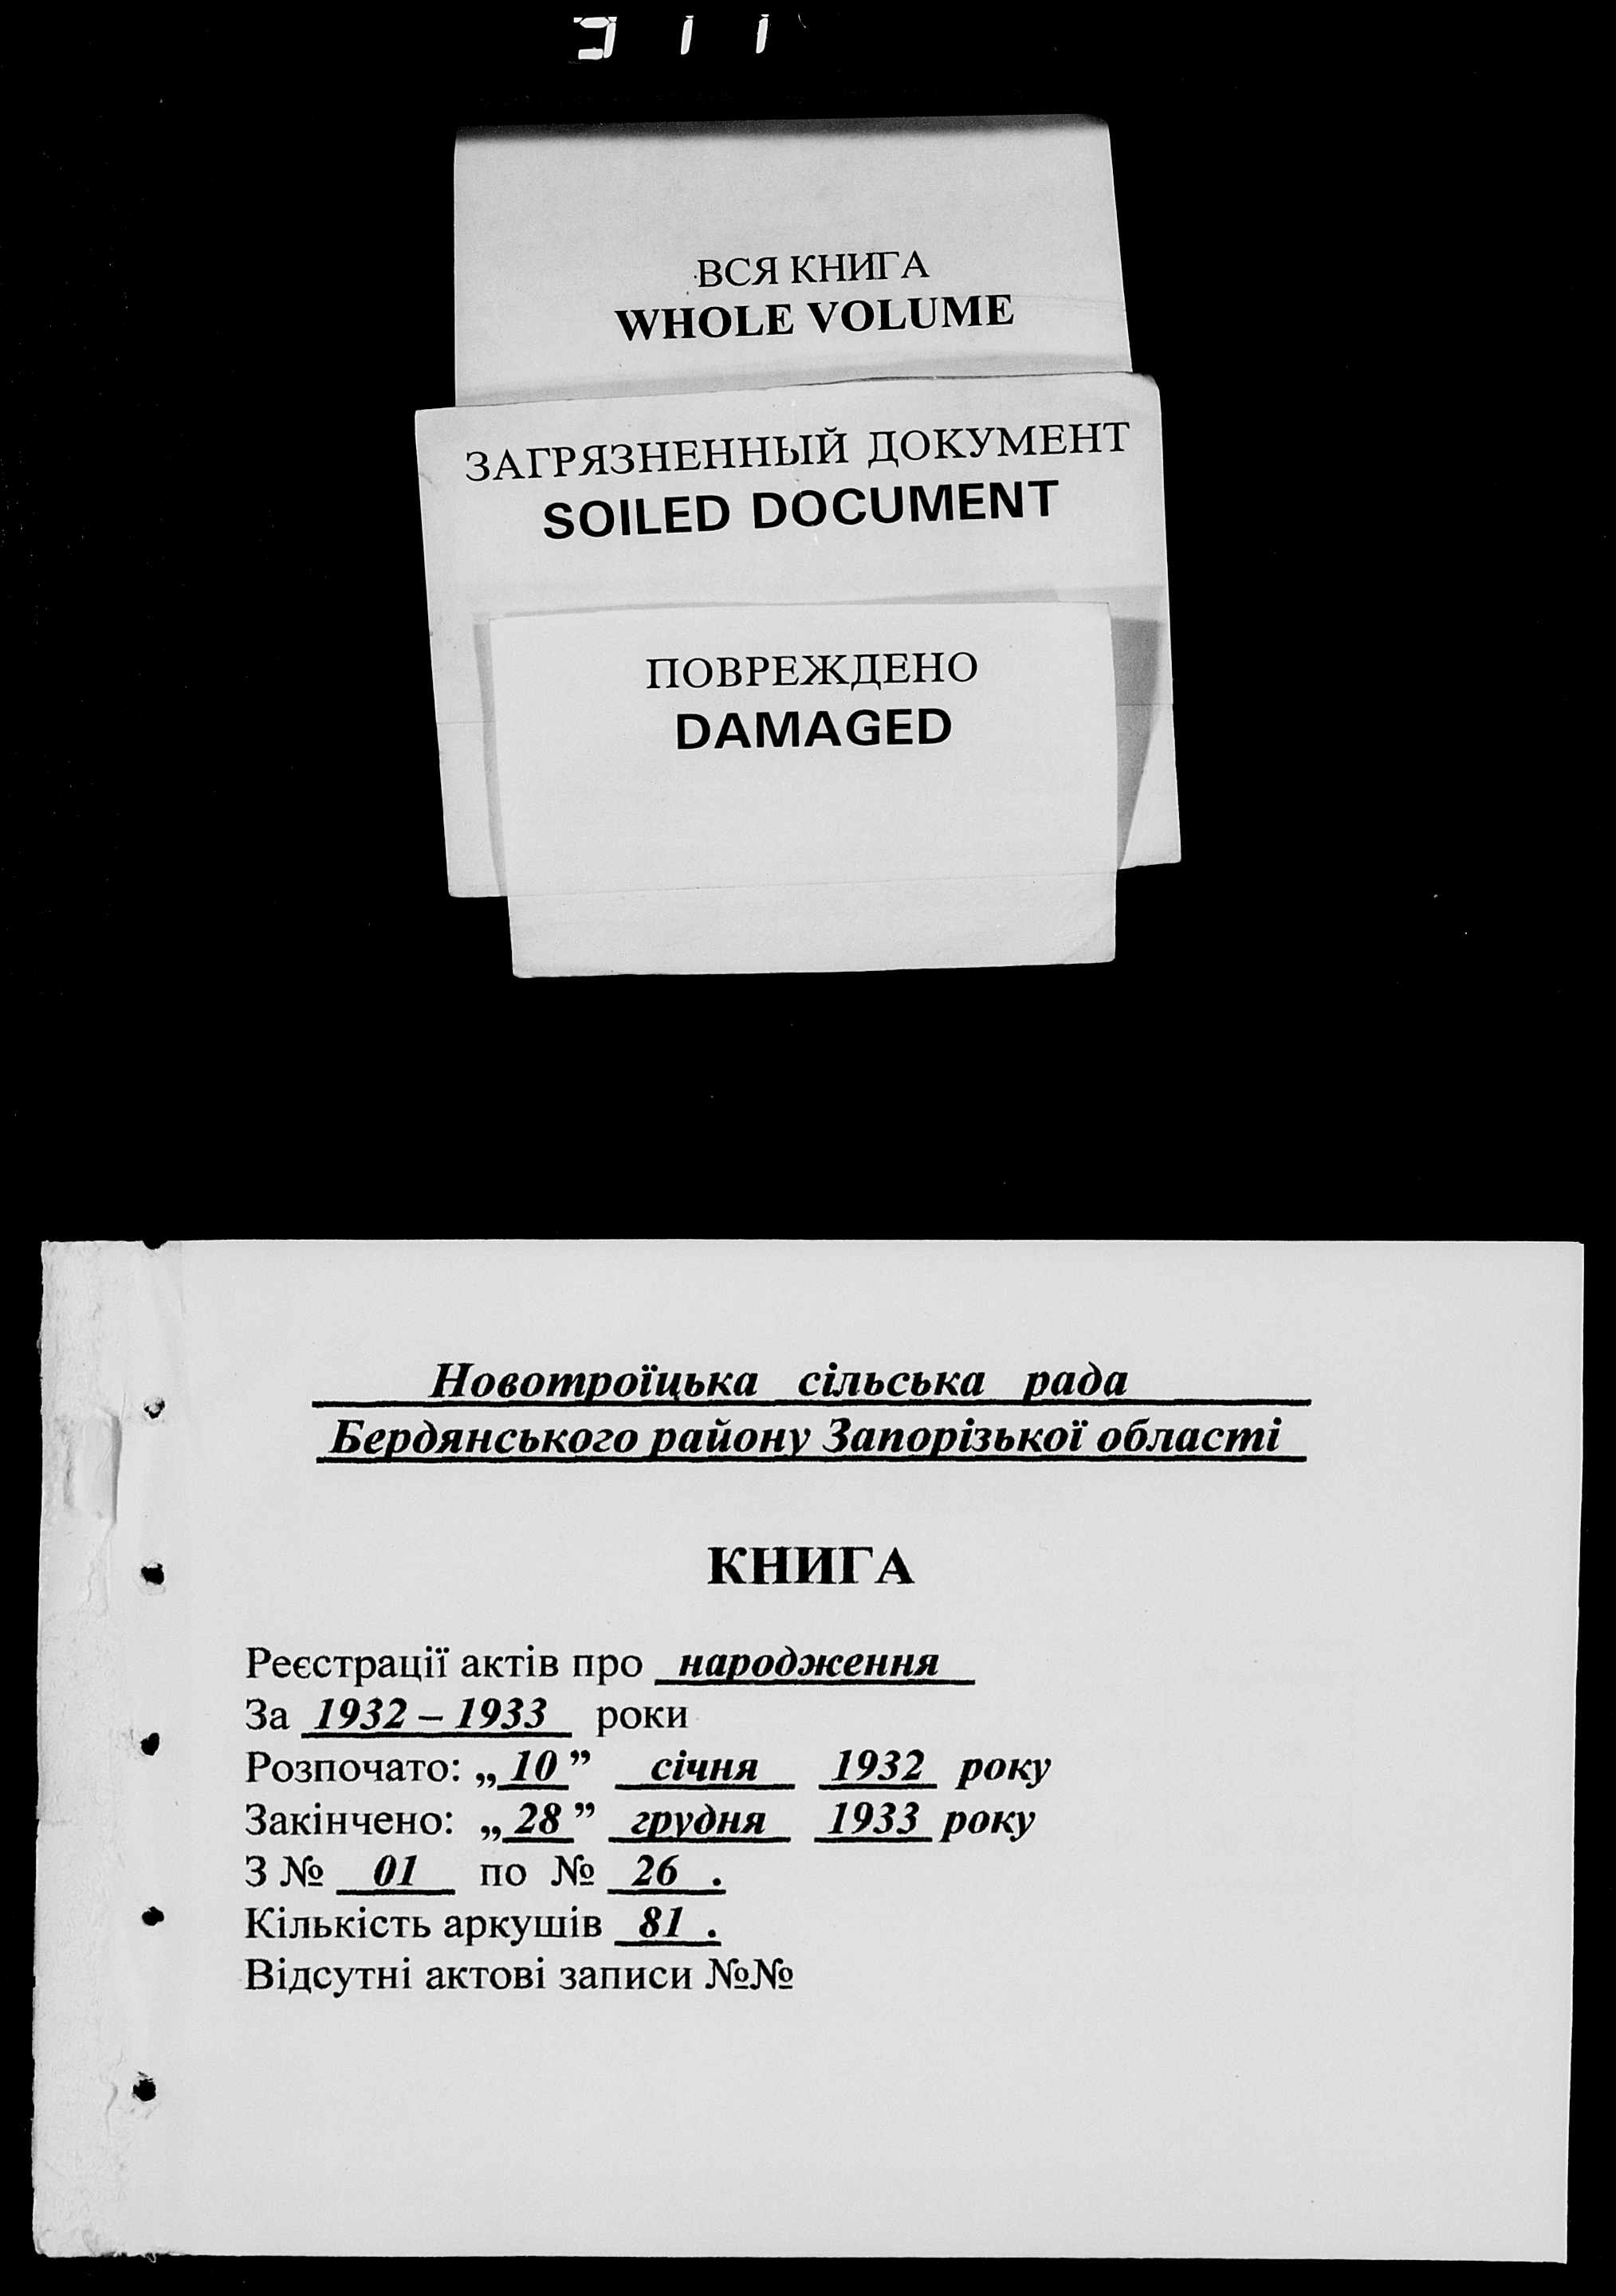 ВСЯ КНИГА
WHOLE VOLUME
ЗАГРЯЗНЕННЫЙ ДОКУМЕНТ
SOILED DOCUMENT
ПОВРЕЖДЕНО
DAMAGED
Новотроїцька сільська рада
Бердянського району Запорізької області
КНИГА
Реєстрації актів про народження
За 1932 – 1933 роки
Розпочато: „ 10 ” січня 1932 року
Закінчено: „ 28 ” грудня 1933 року
З № 01 по № 26 .
Кількість аркушів 81 .
Відсутні актові записи №№